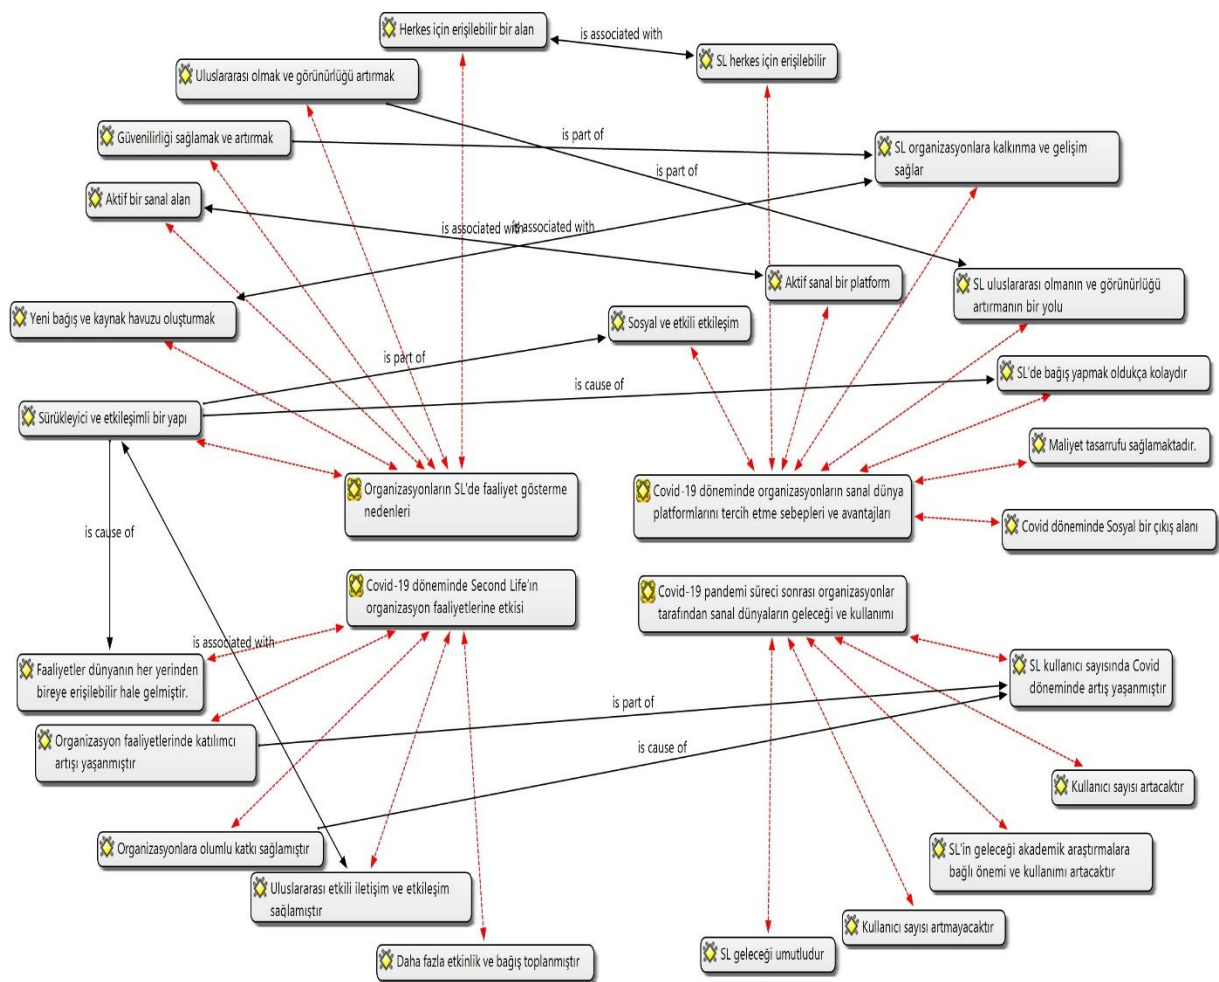 Herkes için erişilebilir bir alan
is associated with
SL herkes için erişilebilir
Uluslararası olmak ve görünürlüğü artırmak
Güvenilirliği sağlamak ve artırmak
is part of
SL organizasyonlara kalkınma ve gelişim
sağlar
is part of
Aktif bir sanal alan
is associated with
is associated with
Aktif sanal bir platform
SL uluslararası olmanın ve görünürlüğü
artırmanın bir yolu
Yeni bağış ve kaynak havuzu oluşturmak
Sosyal ve etkili etkileşim
is part of
SL'de bağış yapmak oldukça kolaydır
is cause of
Sürükleyici ve etkileşimli bir yapı
Maliyet tasarrufu sağlamaktadır.
Organizasyonların SL'de faaliyet gösterme
nedenleri
Covid-19 döneminde organizasyonların sanal dünya
platformlarını tercih etme sebepleri ve avantajları
Covid döneminde Sosyal bir çıkış alanı
is cause of
Covid-19 döneminde Second Life'ın
organizasyon faaliyetlerine etkisi
Covid-19 pandemi süreci sonrası organizasyonlar
tarafından sanal dünyaların geleceği ve kullanımı
is associated with
Faaliyetler dünyanın her yerinden
bireye erişilebilir hale gelmiştir.
SL kullanıcı sayısında Covid
döneminde artış yaşanmıştır
is part of
Organizasyon faaliyetlerinde katılımcı
artışı yaşanmıştır
is cause of
Kullanıcı sayısı artacaktır
Organizasyonlara olumlu katkı sağlamıştır
SL'in geleceği akademik araştırmalara
bağlı önemi ve kullanımı artacaktır
Uluslararası etkili iletişim ve etkileşim
sağlamıştır
Kullanıcı sayısı artmayacaktır
Daha fazla etkinlik ve bağış toplanmıştır
SL geleceği umutludur